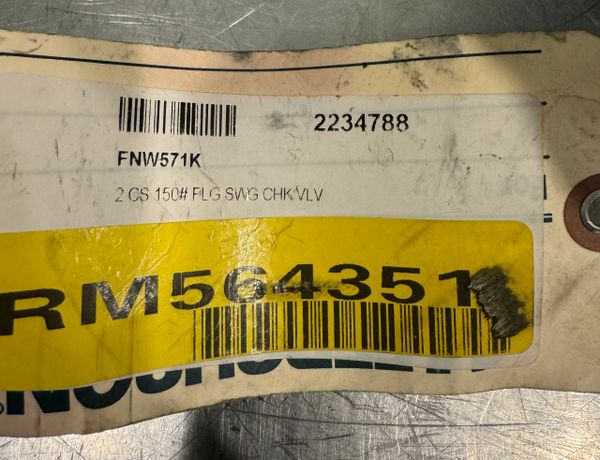 2234788
FNW571K
2 CS 150# FLG SWG CHK VLV
RM564351